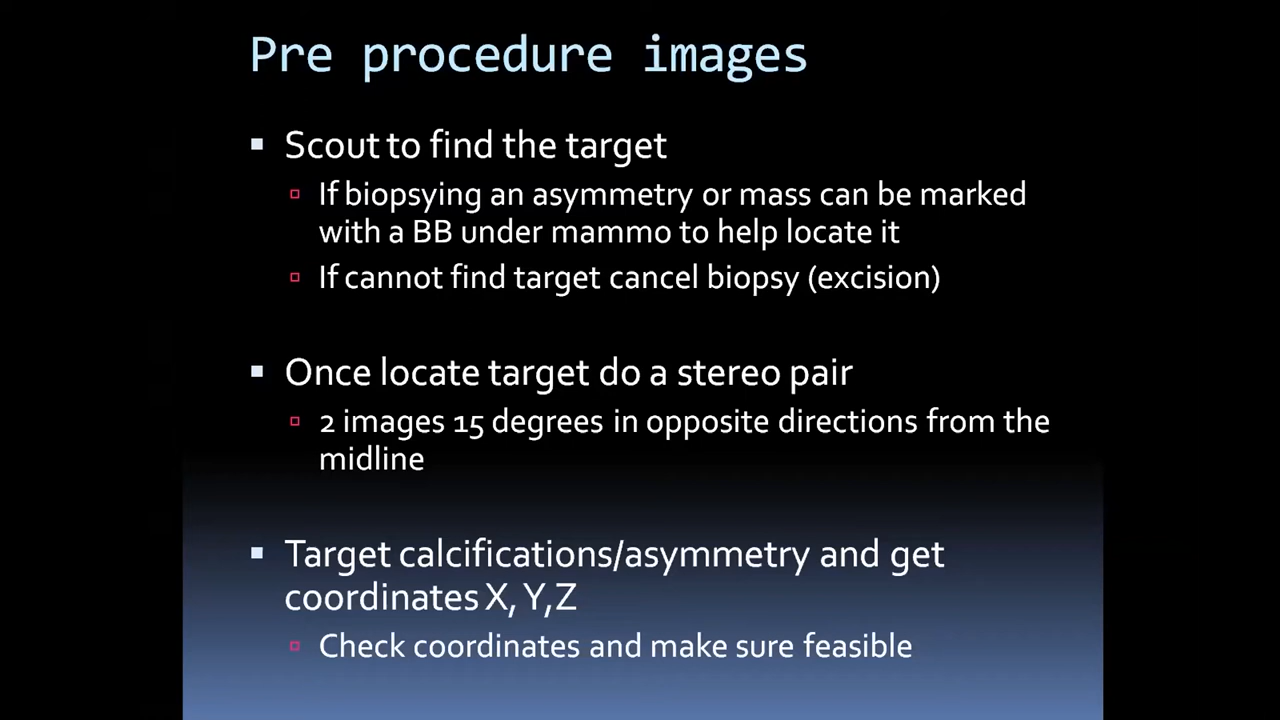 Pre procedure images
Scout to find the target
If biopsying an asymmetry or mass can be marked
with a BB under mammo to help locate it
If cannot find target cancel biopsy (excision)
Once locate target do a stereo pair
2 images 15 degrees in opposite directions from the
midline
Target calcifications/asymmetry and get
coordinates X, Y,Z
Check coordinates and make sure feasible